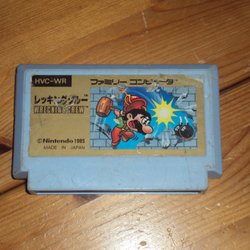 HVC-WR
ファミリー コンピュータ
レッキングクルー
WRECKING CREW
©Nintendo 1985
MADE IN JAPAN